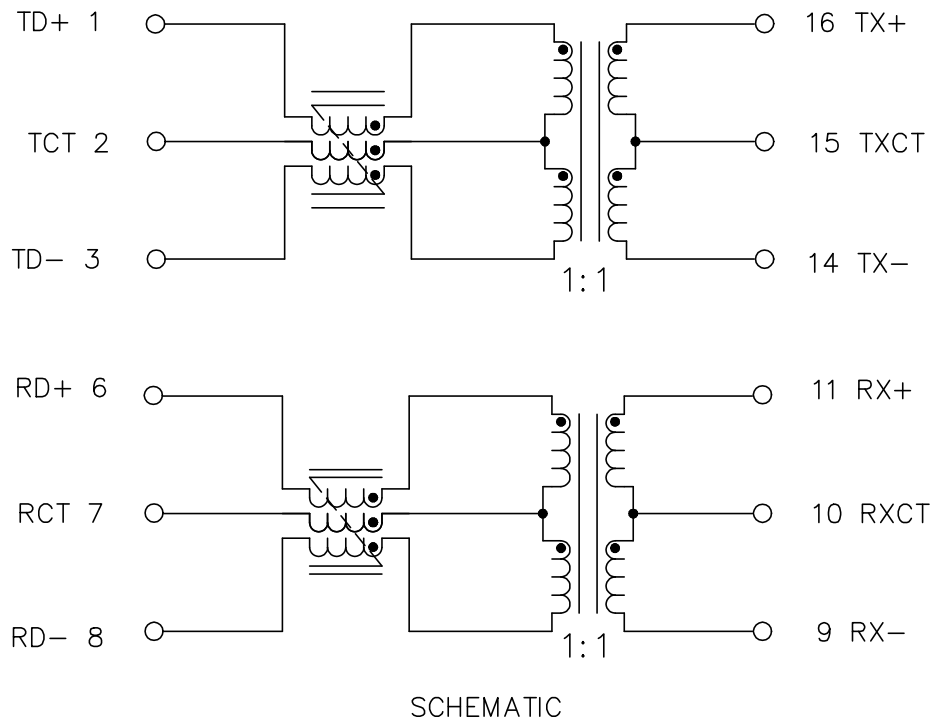 TD+ 1
16 TX+
TCT 2
15 TXCT
TD- 3
14 TX-
1:1
RD+ 6
11 RX+
RCT 7
10 RXCT
RD- 8
9 RX-
1:1
SCHEMATIC